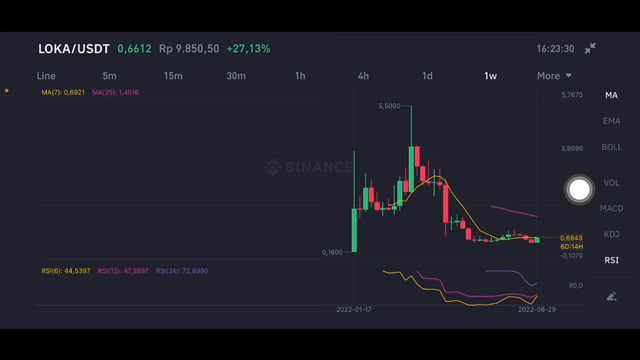 LOKA/USDT 0,6612 Rp 9.850,50 +27,13% 16:23:30
Line 5m 15m 30m 1h 4h 1d 1w More
MA(7): 0,6921 MA(25): 1,4516
5,7670
MA
5,5000
EMA
3,8090
BOLL
BINANCE
VOL
MACD
0,6843
6D:14H
KDJ
0,1600
-0,1070
RSI
RSI(6): 44,5397 RSI(12): 47,3897 RSI(24): 72,8990
60,0
2022-01-17 2022-08-29